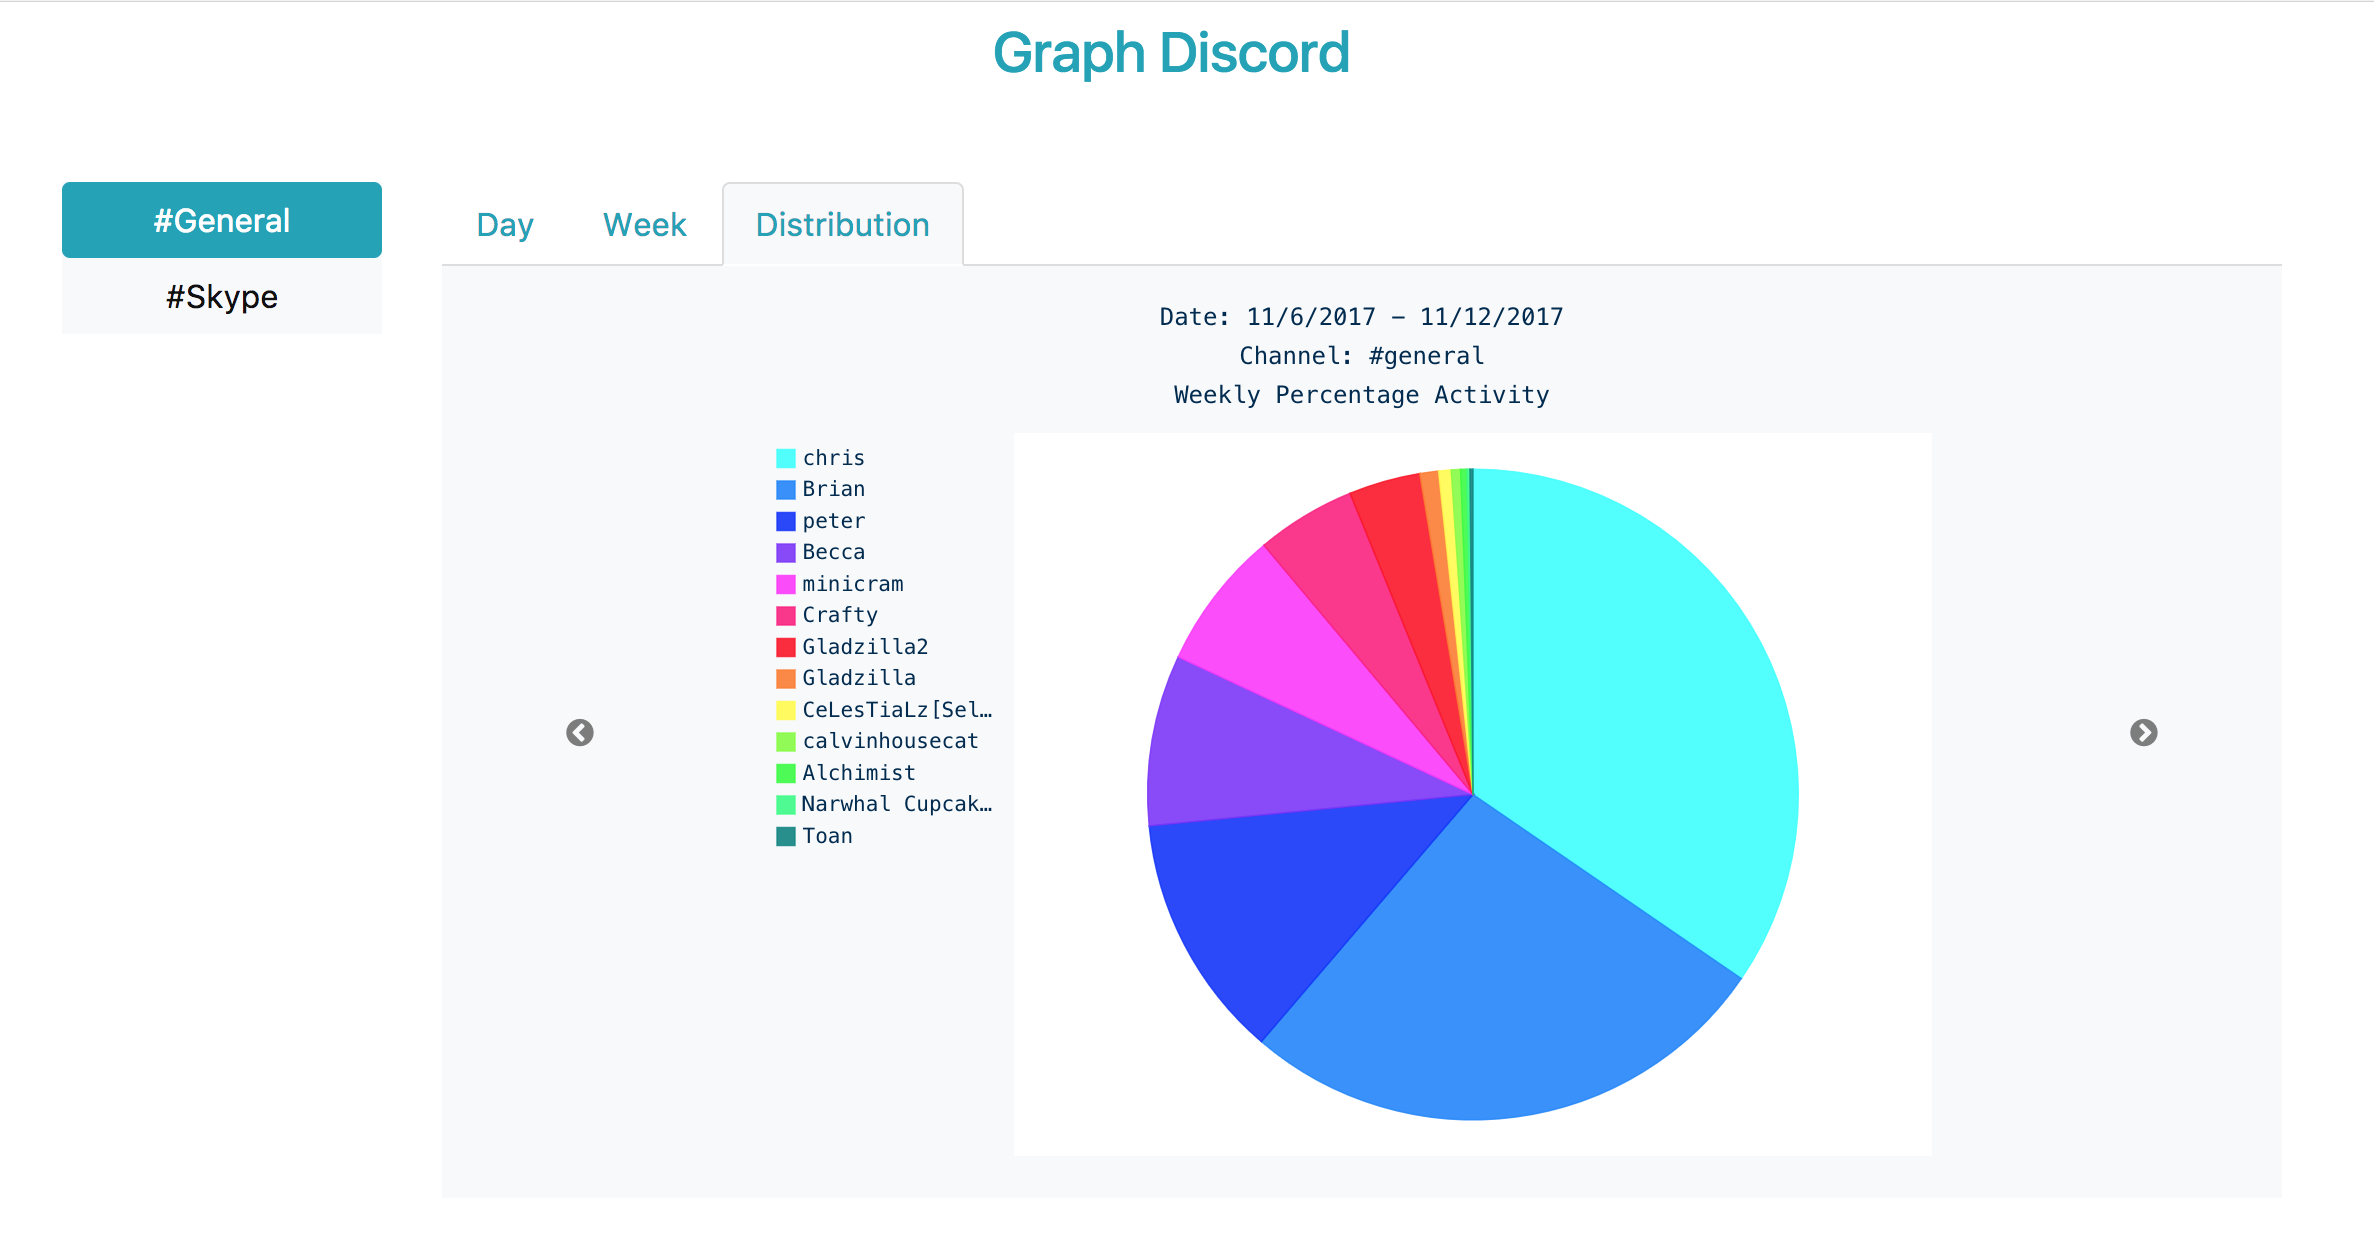 Graph Discord
#General
#Skype
Day
Week
Distribution
Date: 11/6/2017 – 11/12/2017
Channel: #general
Weekly Percentage Activity
chris
Brian
peter
Becca
minicram
Crafty
Gladzilla2
Gladzilla
CeLesTiaLz[Sel…
calvinhousecat
Alchimist
Narwhal Cupcak…
Toan